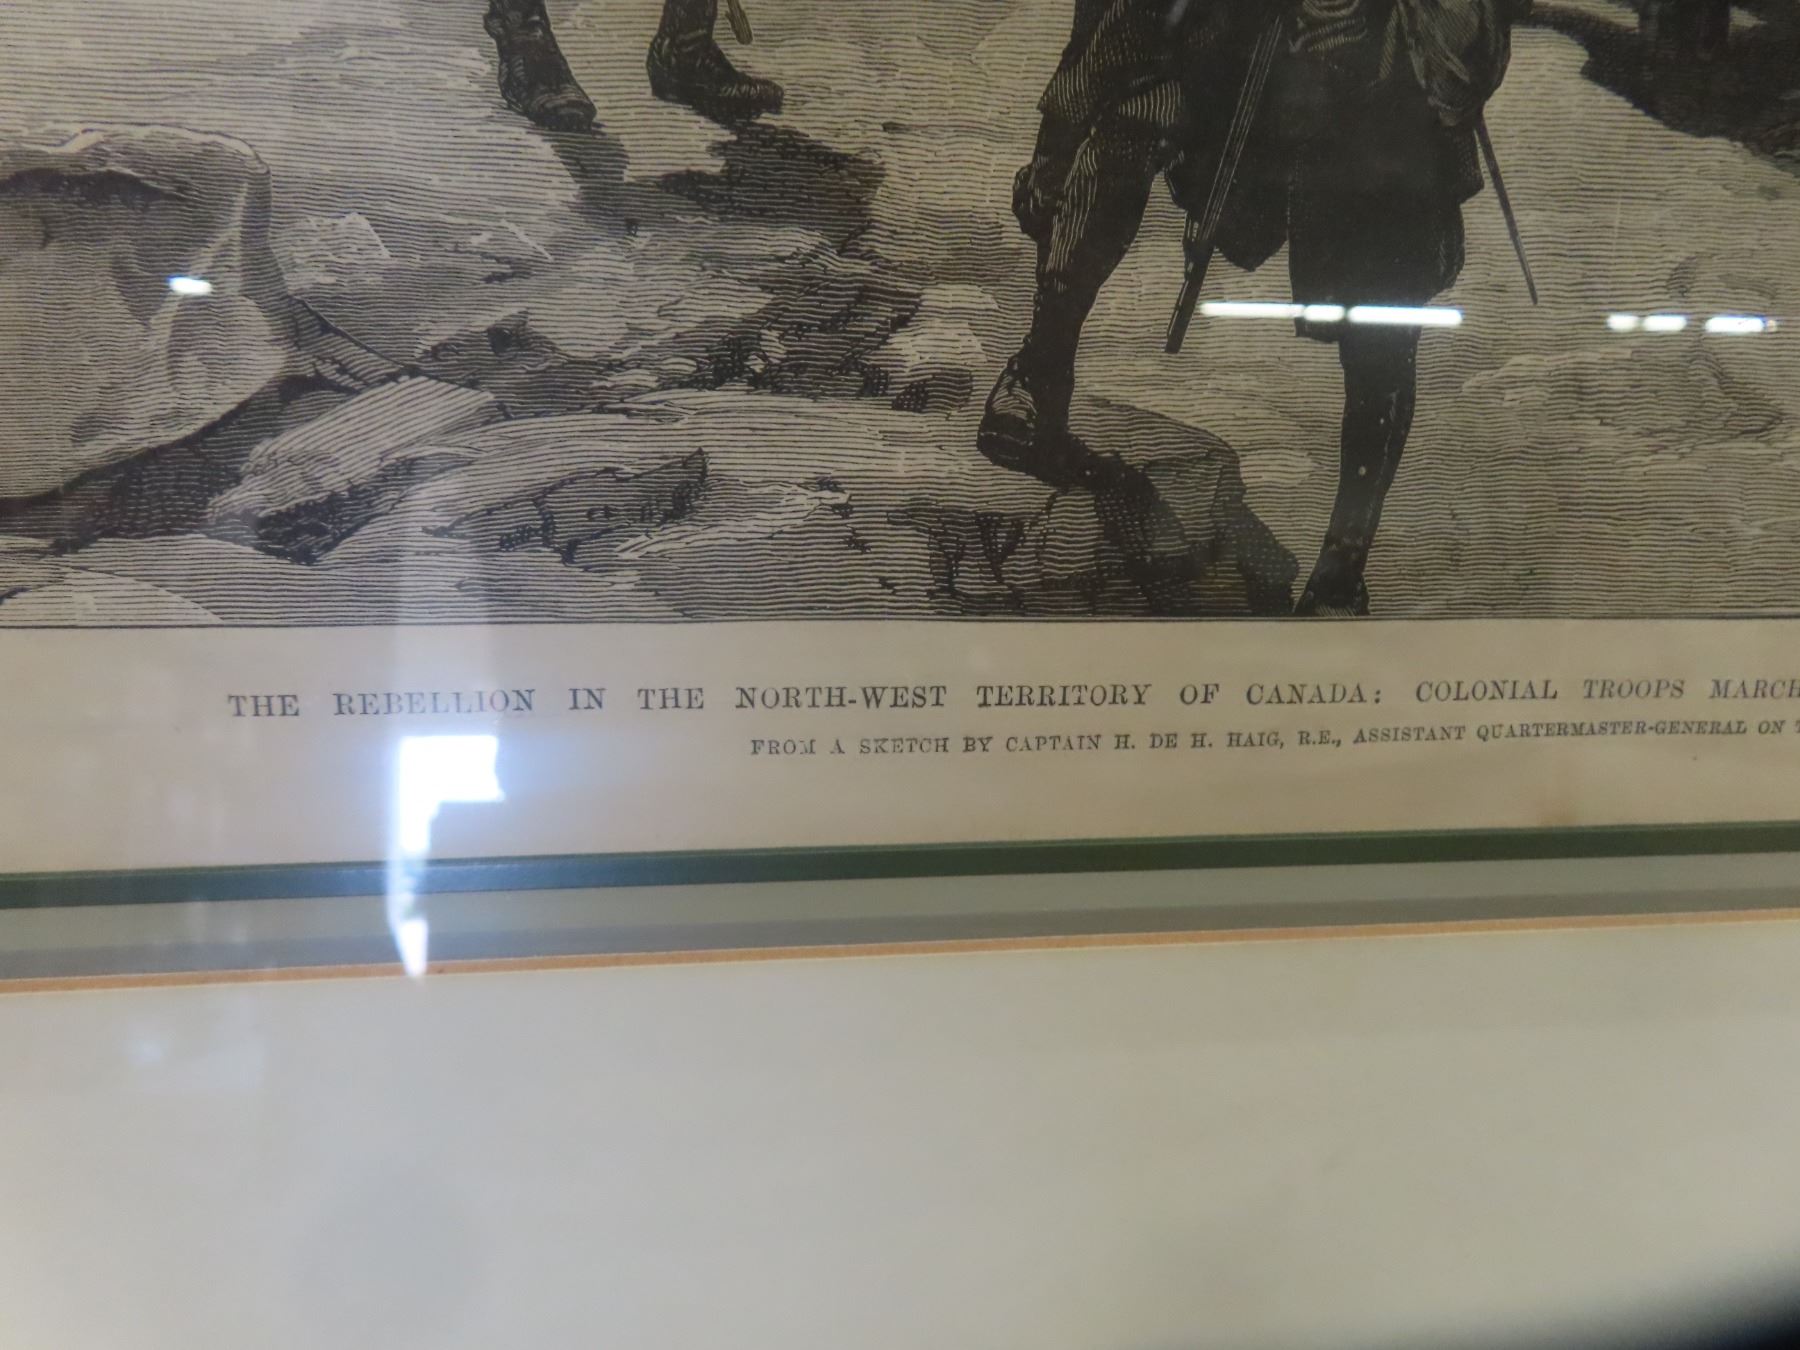 THE REBELLION IN THE NORTH-WEST TERRITORY OF CANADA: COLONIAL TROOPS MARCH
FROM A SKETCH BY CAPTAIN H. DE H. HAIG, R.E., ASSISTANT QUARTERMASTER-GENERAL ON